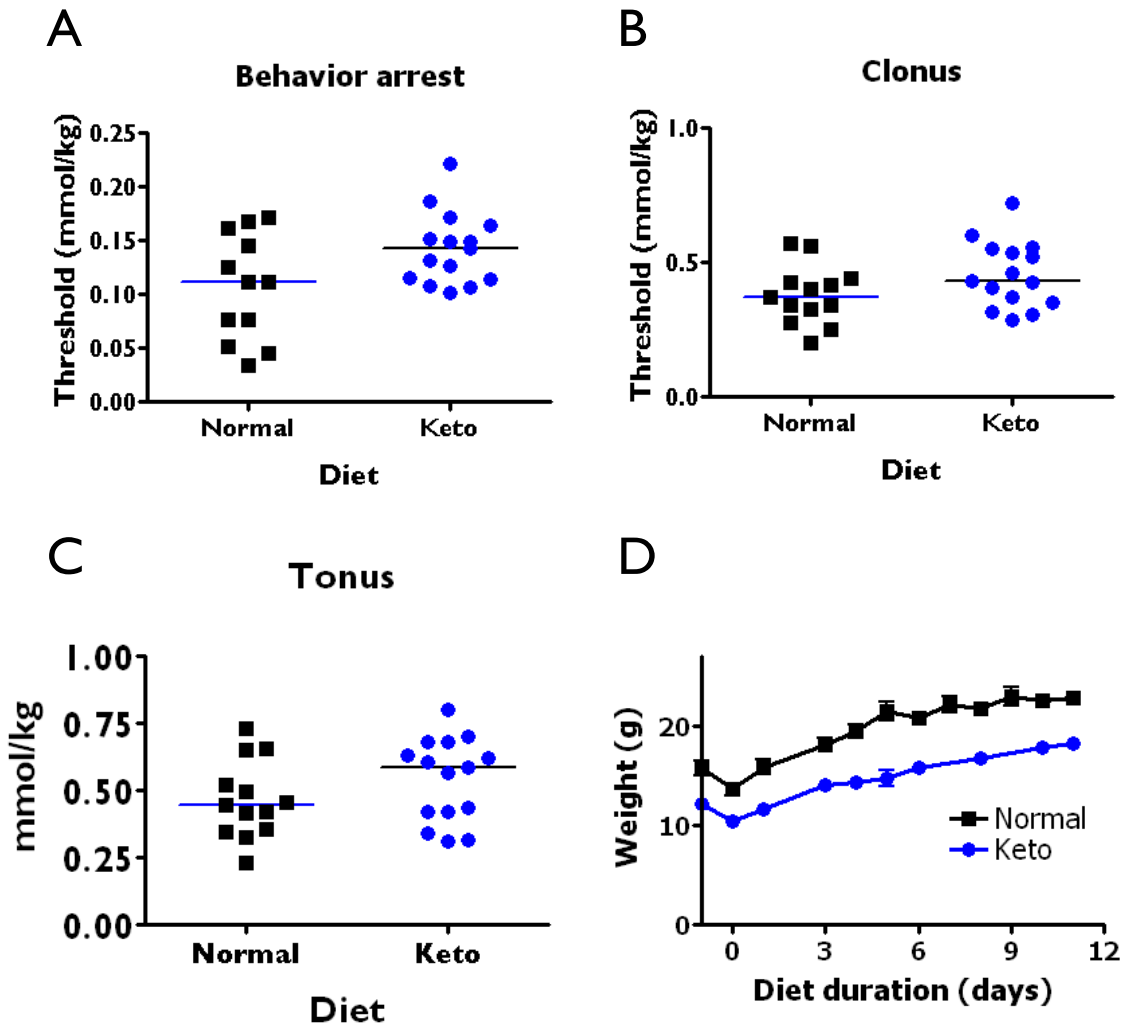 A
Behavior arrest
Threshold (mmol/kg)
0.25
0.20
0.15
0.10
0.05
0.00
Normal
Keto
Diet
B
Clonus
Threshold (mmol/kg)
1.0
0.5
0.0
Normal
Keto
Diet
C
Tonus
mmol/kg
1.00
0.75
0.50
0.25
0.00
Normal
Keto
Diet
D
Weight (g)
20
10
0
Normal
Keto
0 3 6 9 12
Diet duration (days)